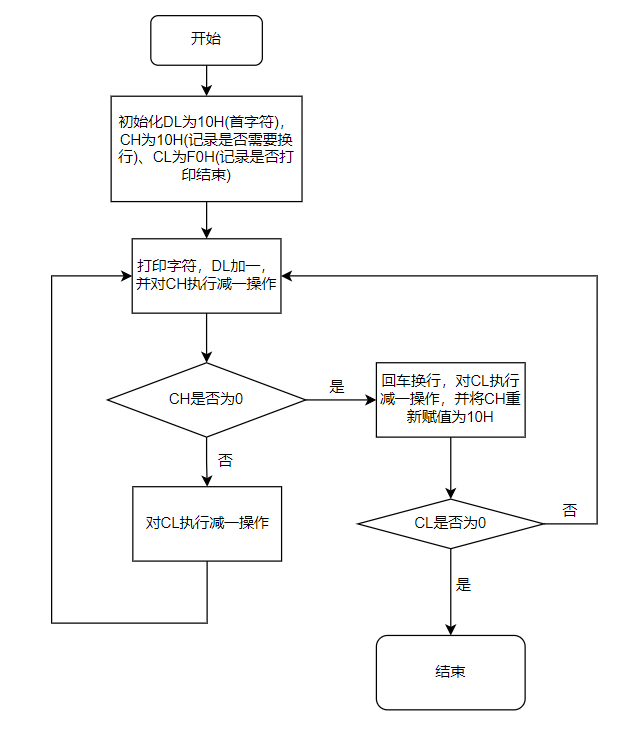 开始
初始化DL为10H(首字符)，
CH为10H(记录是否需要换
行)、CL为F0H(记录是否打
印结束)
打印字符，DL加一，
并对CH执行减一操作
CH是否为0
是
回车换行，对CL执行
减一操作，并将CH重
新赋值为10H
否
对CL执行减一操作
CL是否为0
否
是
结束